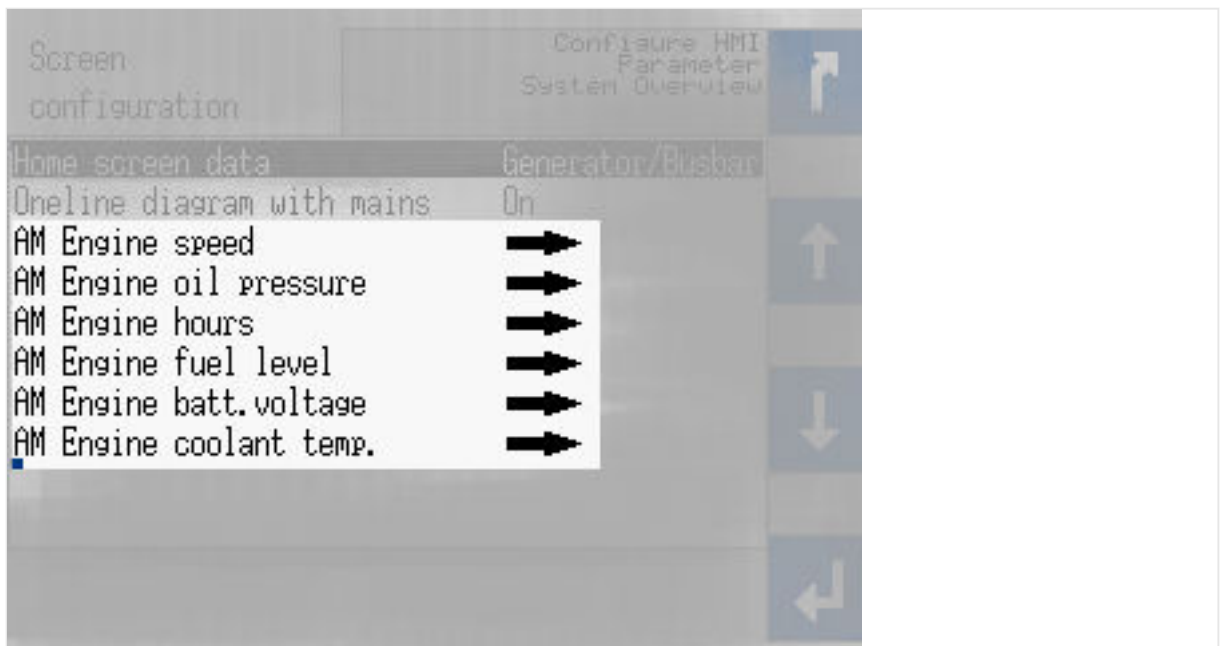 Screen
configuration
Configure HMI
Parameter
System Overview
Home screen data Generator/Busbar
Oneline diagram with mains On
AM Engine speed
AM Engine oil pressure
AM Engine hours
AM Engine fuel level
AM Engine batt.voltage
AM Engine coolant temp.